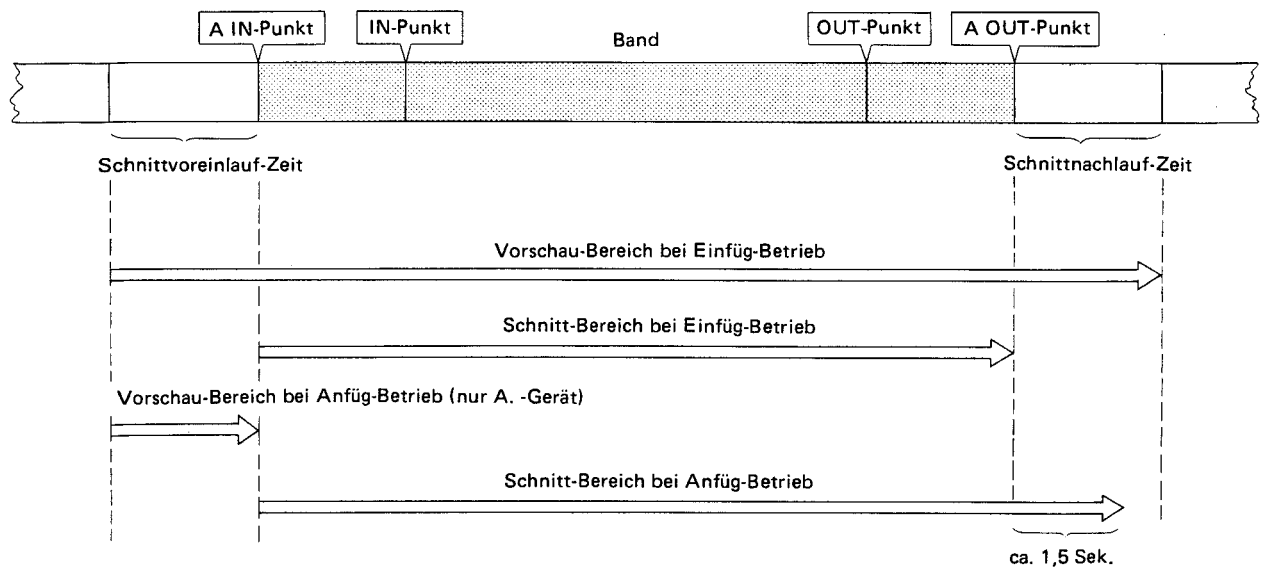 A IN-Punkt
IN-Punkt
Band
OUT-Punkt
A OUT-Punkt
Schnittvoreinlauf-Zeit
Schnittnachlauf-Zeit
Vorschau-Bereich bei Einfüg-Betrieb
Schnitt-Bereich bei Einfüg-Betrieb
Vorschau-Bereich bei Anfüg-Betrieb (nur A. -Gerät)
Schnitt-Bereich bei Anfüg-Betrieb
ca. 1,5 Sek.